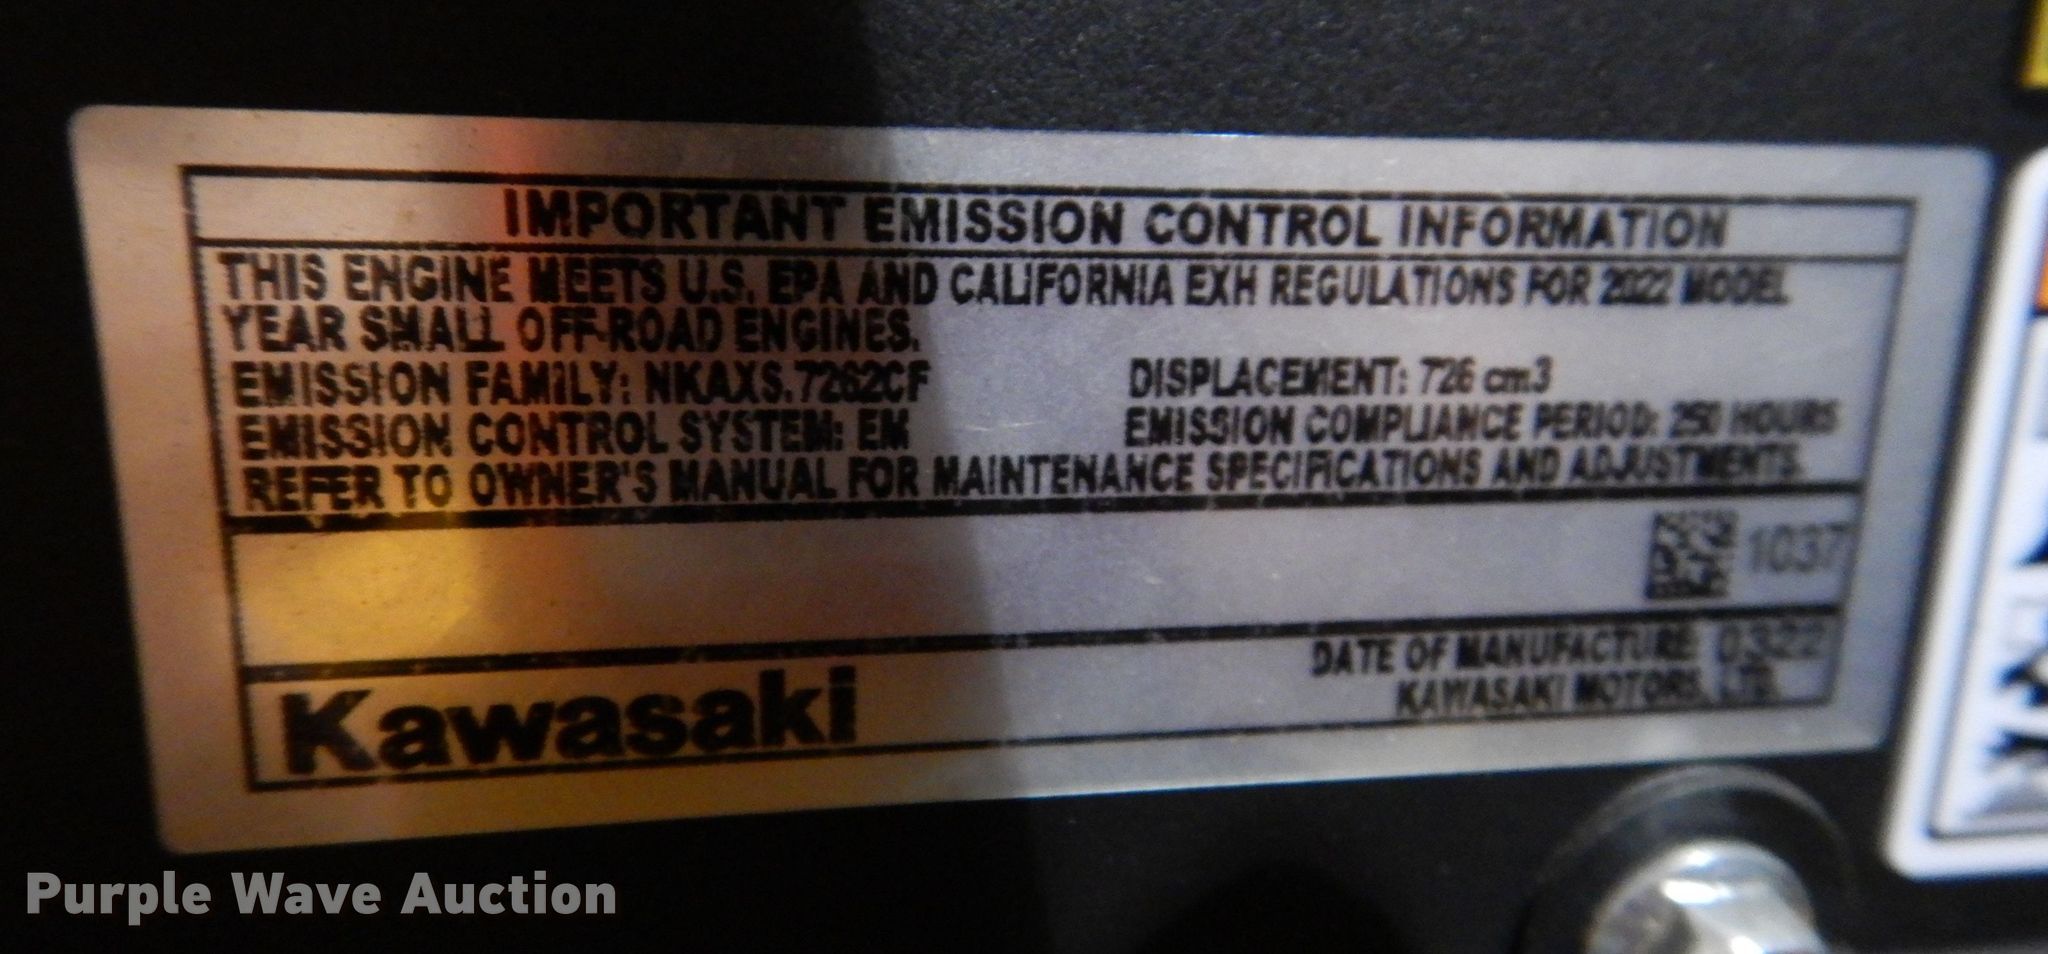 IMPORTANT EMISSION CONTROL INFORMATION
THIS ENGINE MEETS U.S. EPA AND CALIFORNIA EXH REGULATIONS FOR 2022 MODEL
YEAR SMALL OFF-ROAD ENGINES.
EMISSION FAMILY: NKAXS.7262CF DISPLACEMENT: 726 cm3
EMISSION CONTROL SYSTEM: EM EMISSION COMPLIANCE PERIOD: 250 HOURS
REFER TO OWNER'S MANUAL FOR MAINTENANCE SPECIFICATIONS AND ADJUSTMENTS.
1037
DATE OF MANUFACTURE 0322
Kawasaki KAWASAKI MOTORS, LTD.
Purple Wave Auction